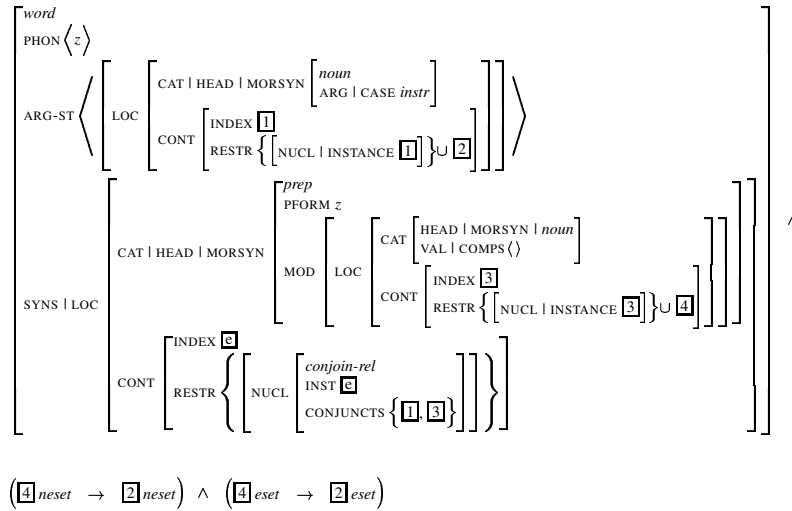 word
PHON ⟨z⟩
CAT | HEAD | MORSYN [noun
ARG | CASE instr]
ARG-ST ⟨[LOC
CONT [INDEX 1
RESTR {[NUCL | INSTANCE 1]} ∪ 2]]⟩
prep
PFORM z
CAT | HEAD | MORSYN
MOD [LOC
CAT [HEAD | MORSYN | noun
VAL | COMPS ⟨⟩]
CONT [INDEX 3
RESTR {[NUCL | INSTANCE 3]} ∪ 4]
SYNS | LOC
CONT [INDEX e
RESTR {[NUCL
conjoin-rel
INST e
CONJUNCTS {1, 3}]}]
∧
(4 neset → 2 neset) ∧ (4 eset → 2 eset)